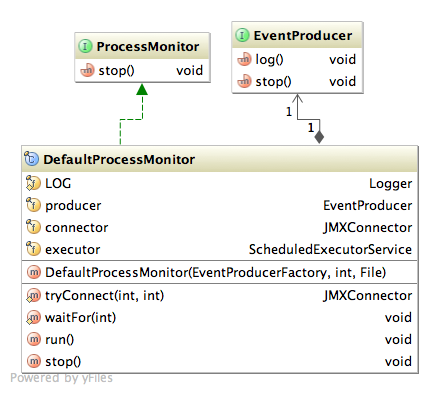 ProcessMonitor
stop() void
EventProducer
log() void
stop() void
1
1
DefaultProcessMonitor
LOG Logger
producer EventProducer
connector JMXConnector
executor ScheduledExecutorService
DefaultProcessMonitor(EventProducerFactory, int, File)
tryConnect(int, int) JMXConnector
waitFor(int) void
run() void
stop() void
Powered by yFiles